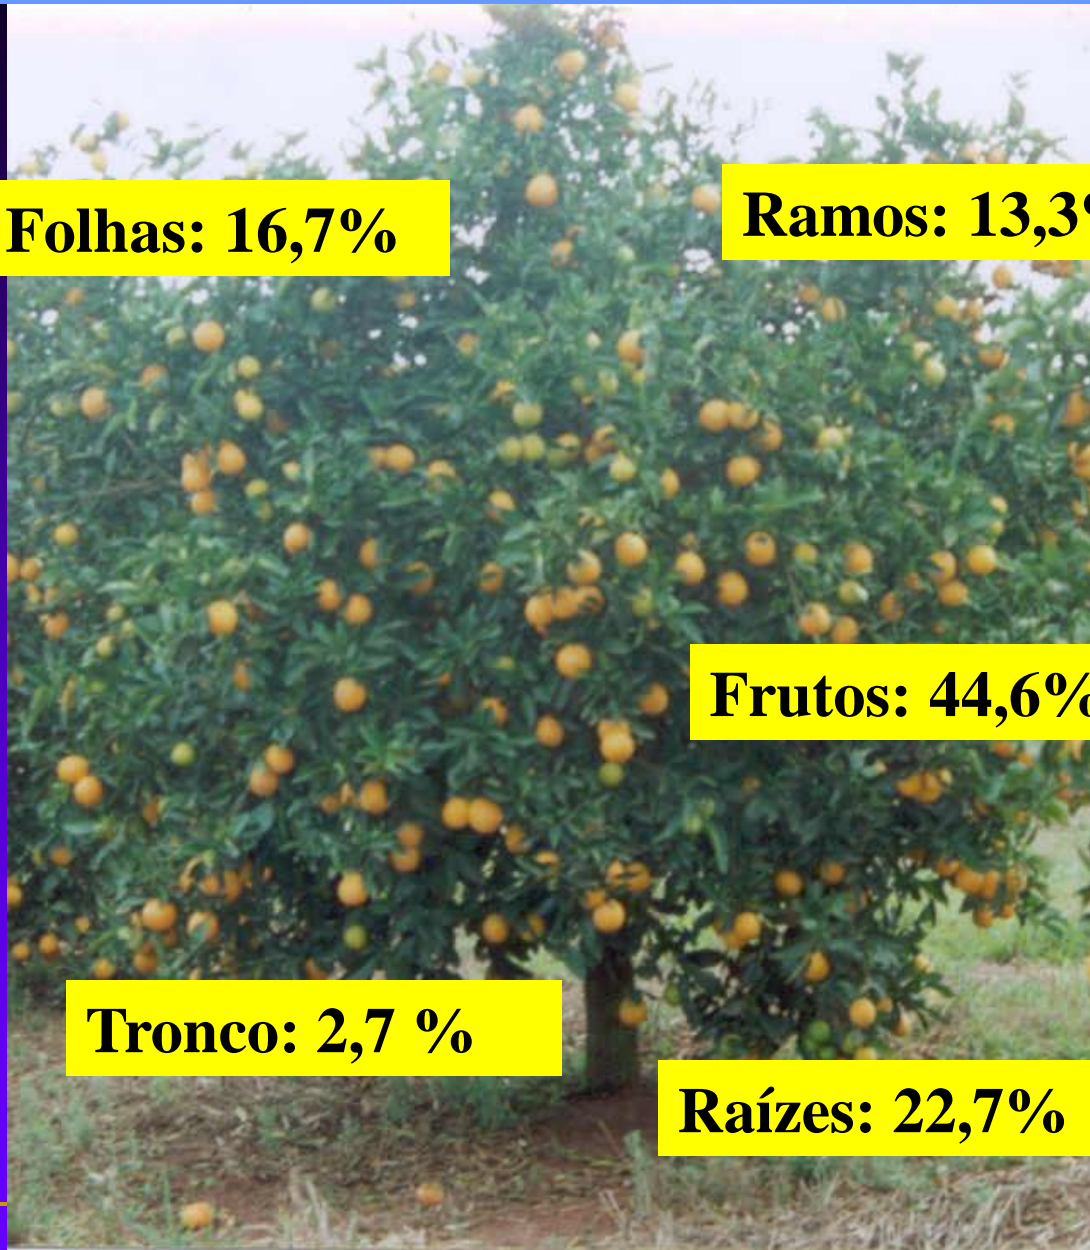 Folhas: 16,7%
Ramos: 13,3%
Frutos: 44,6%
Tronco: 2,7 %
Raízes: 22,7%